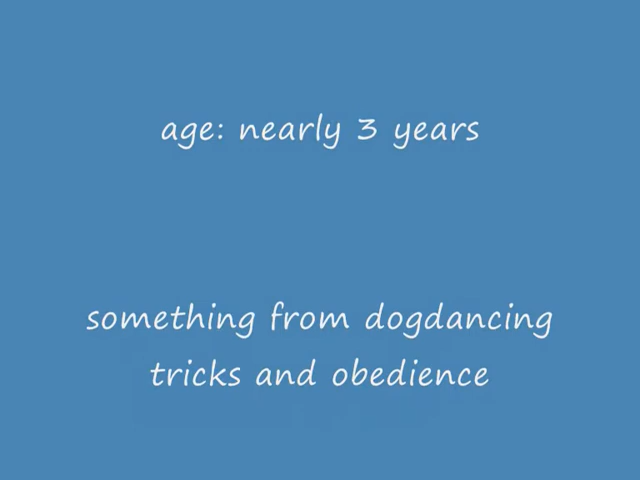 age: nearly 3 years
something from dogdancing
tricks and obedience